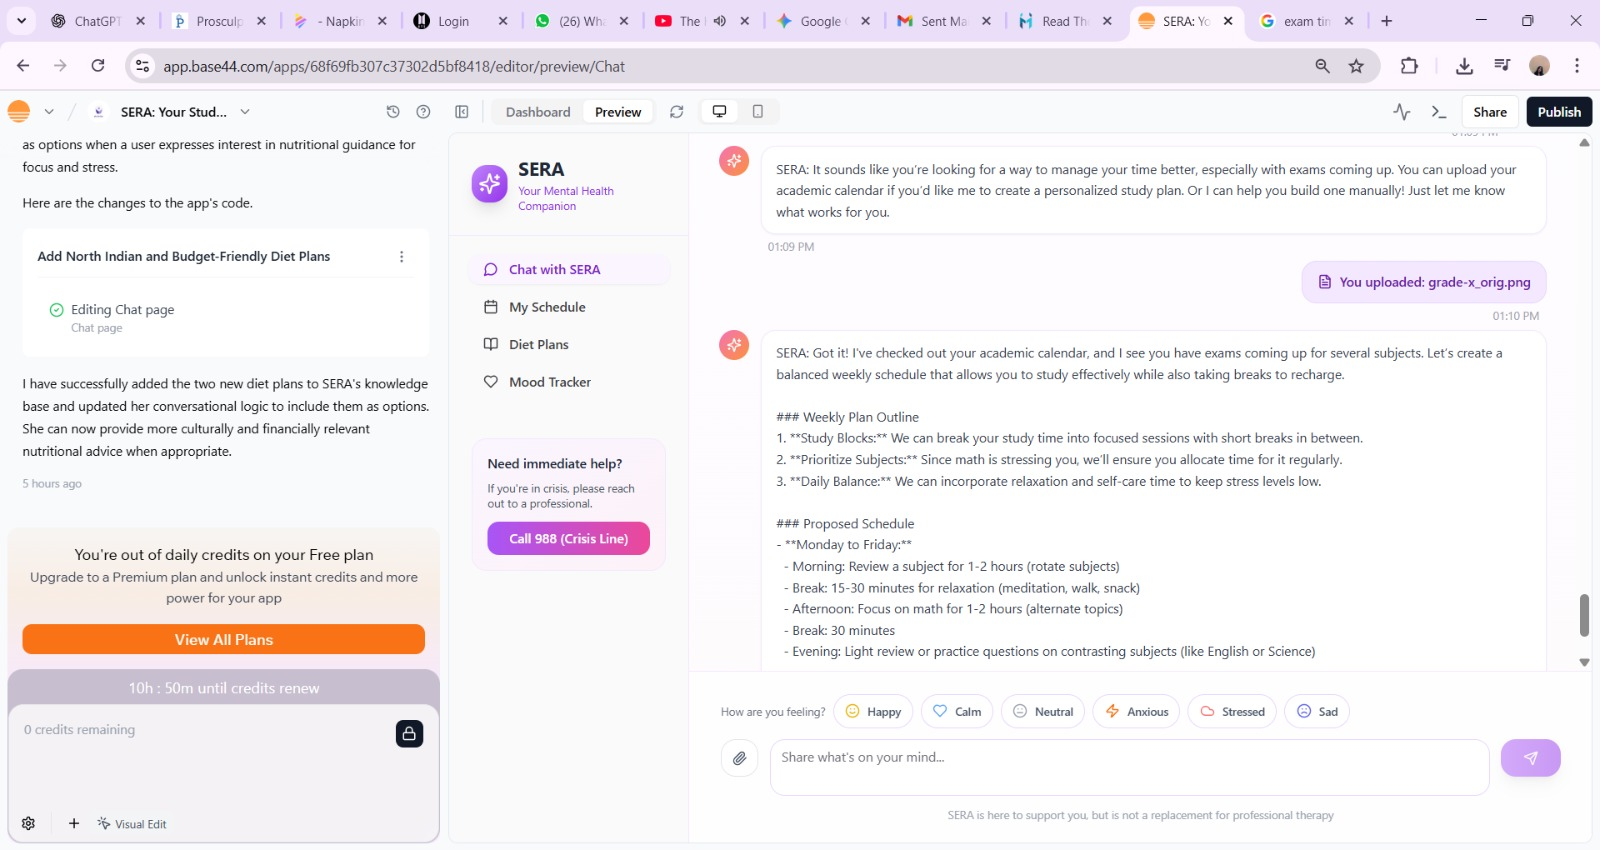 ChatGPT
Prosculp
- Napkin
Login
(26) Wha
The
Google
Sent Ma
Read Th
SERA: Yo
exam tin
app.base44.com/apps/68f69fb307c37302d5bf8418/editor/preview/Chat
SERA: Your Stud...
Dashboard
Preview
Share
Publish
as options when a user expresses interest in nutritional guidance for
focus and stress.
Here are the changes to the app's code.
Add North Indian and Budget-Friendly Diet Plans
Editing Chat page
Chat page
I have successfully added the two new diet plans to SERA's knowledge
base and updated her conversational logic to include them as options.
She can now provide more culturally and financially relevant
nutritional advice when appropriate.
5 hours ago
You're out of daily credits on your Free plan
Upgrade to a Premium plan and unlock instant credits and more
power for your app
View All Plans
10h : 50m until credits renew
0 credits remaining
Visual Edit
SERA
Your Mental Health
Companion
Chat with SERA
My Schedule
Diet Plans
Mood Tracker
Need immediate help?
If you're in crisis, please reach
out to a professional.
Call 988 (Crisis Line)
SERA: It sounds like you're looking for a way to manage your time better, especially with exams coming up. You can upload your
academic calendar if you'd like me to create a personalized study plan. Or I can help you build one manually! Just let me know
what works for you.
01:09 PM
You uploaded: grade-x_orig.png
01:10 PM
SERA: Got it! I've checked out your academic calendar, and I see you have exams coming up for several subjects. Let's create a
balanced weekly schedule that allows you to study effectively while also taking breaks to recharge.
### Weekly Plan Outline
1. **Study Blocks:** We can break your study time into focused sessions with short breaks in between.
2. **Prioritize Subjects:** Since math is stressing you, we'll ensure you allocate time for it regularly.
3. **Daily Balance:** We can incorporate relaxation and self-care time to keep stress levels low.
### Proposed Schedule
- **Monday to Friday:**
- Morning: Review a subject for 1-2 hours (rotate subjects)
- Break: 15-30 minutes for relaxation (meditation, walk, snack)
- Afternoon: Focus on math for 1-2 hours (alternate topics)
- Break: 30 minutes
- Evening: Light review or practice questions on contrasting subjects (like English or Science)
How are you feeling?
Happy
Calm
Neutral
Anxious
Stressed
Sad
Share what's on your mind...
SERA is here to support you, but is not a replacement for professional therapy